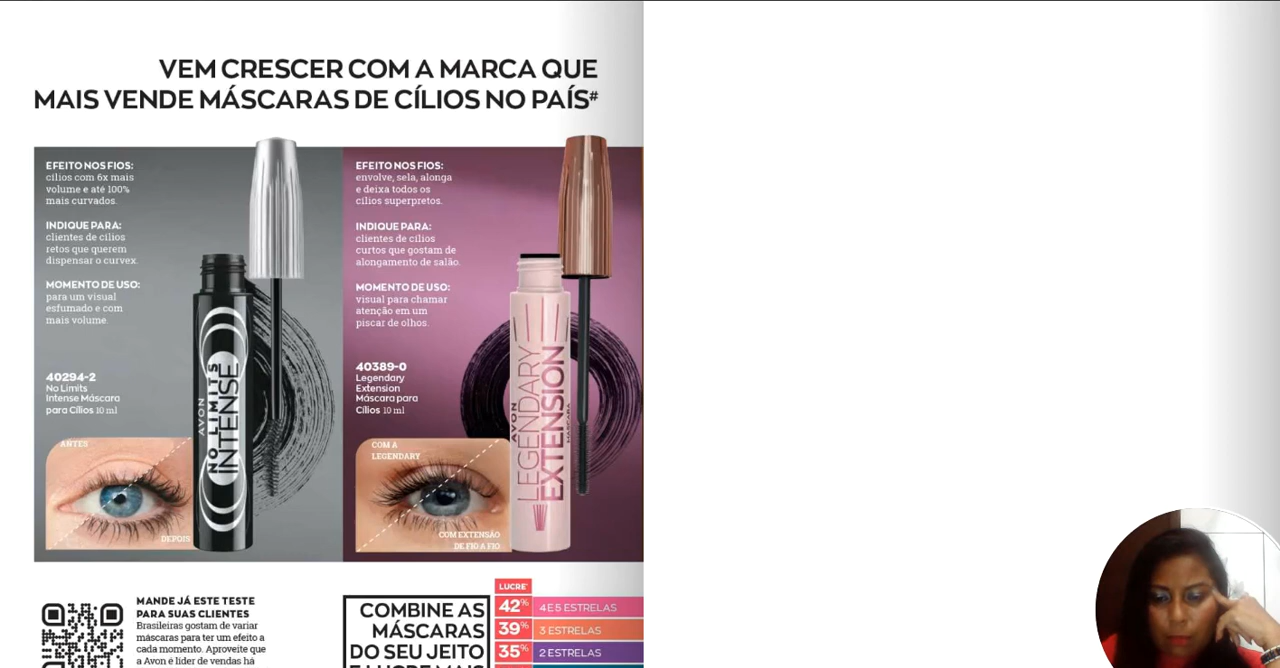 VEM CRESCER COM A MARCA QUE
MAIS VENDE MÁSCARAS DE CÍLIOS NO PAÍS#
EFEITO NOS FIOS:
cílios com 6x mais
volume e até 100%
mais curvados.
INDIQUE PARA:
clientes de cílios
retos que querem
dispensar o curvex.
MOMENTO DE USO:
para um visual
esfumado e com
mais volume.
40294-2
No Limits
Intense Máscara
para Cílios 10 ml
ANTES
DEPOIS
AVON
NO LIMITS
INTENSE
EFEITO NOS FIOS:
envolve, sela, alonga
e deixa todos os
cílios superpretos.
INDIQUE PARA:
clientes de cílios
curtos que gostam de
alongamento de salão.
MOMENTO DE USO:
visual para chamar
atenção em um
piscar de olhos.
40389-0
Legendary
Extension
Máscara para
Cílios 10 ml
COM A
LEGENDARY
COM EXTENSÃO
DE FIO A FIO
AVON
LEGENDARY
EXTENSION
MASCARA
MANDE JÁ ESTE TESTE
PARA SUAS CLIENTES
Brasileiras gostam de variar
máscaras para ter um efeito a
cada momento. Aproveite que
a Avon é líder de vendas há
COMBINE AS
MÁSCARAS
DO SEU JEITO
E LUCRE MAIS
LUCRE*
42% 4 E 5 ESTRELAS
39% 3 ESTRELAS
35% 2 ESTRELAS